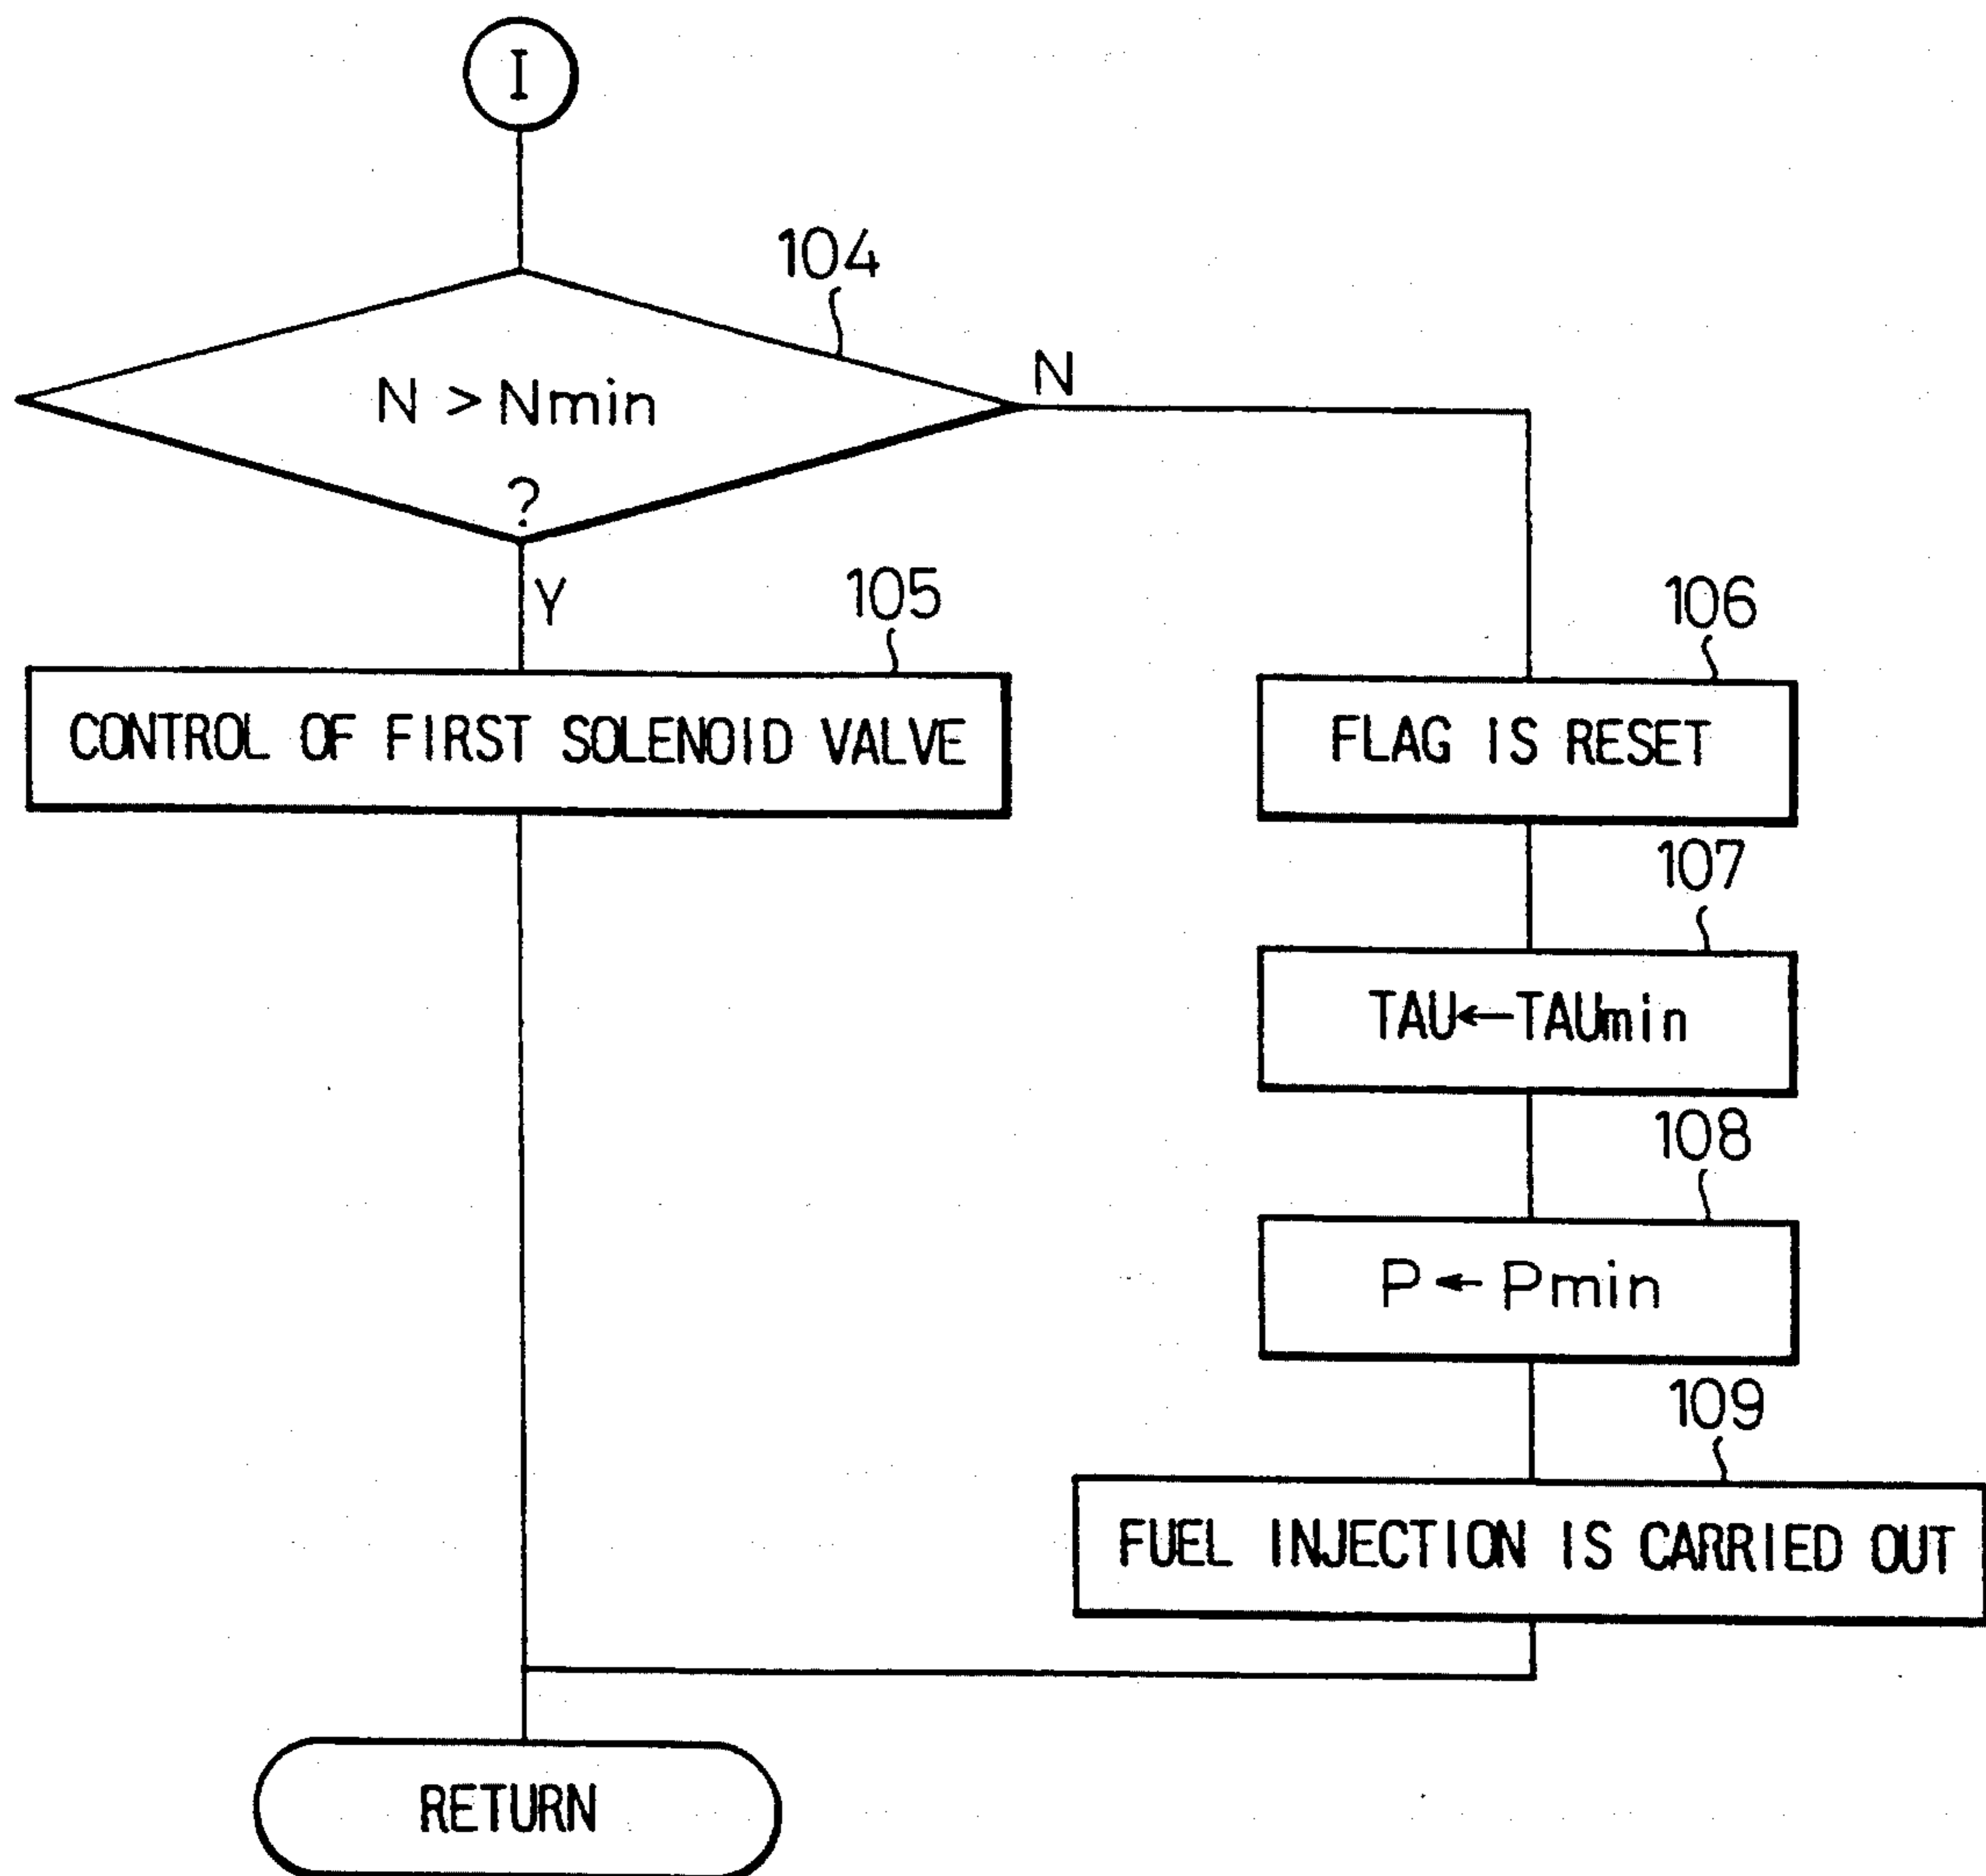 I
104
N > Nmin
?
N
Y
105
CONTROL OF FIRST SOLENOID VALVE
106
FLAG IS RESET
107
TAU←TAUmin
108
P ← Pmin
109
FUEL INJECTION IS CARRIED OUT
RETURN